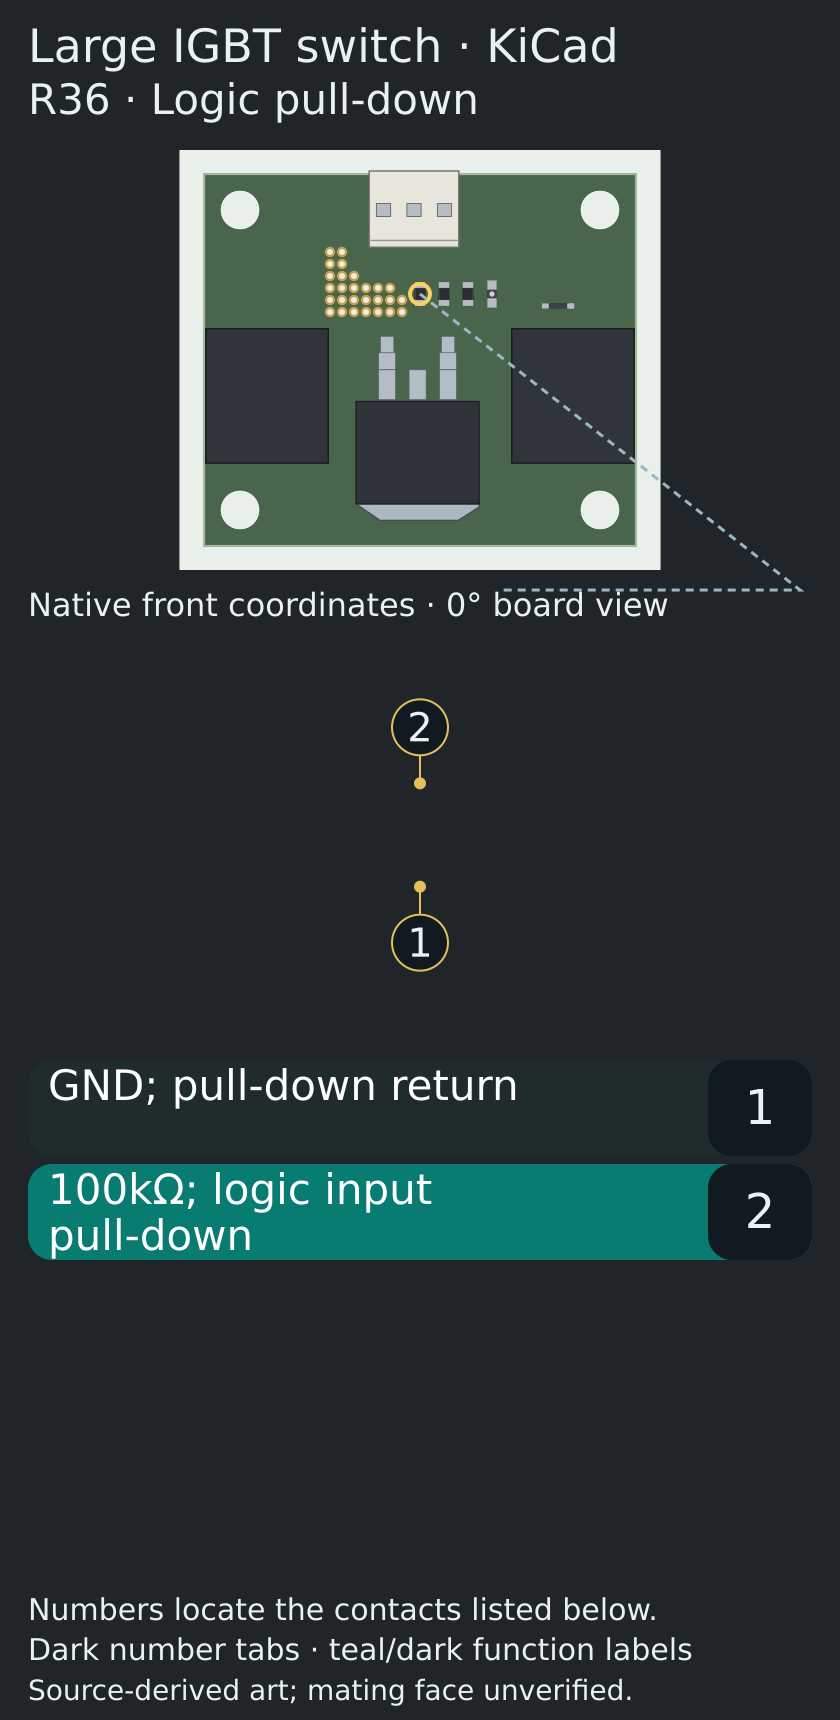 Large IGBT switch · KiCad
R36 · Logic pull-down
Native front coordinates · 0° board view
2
1
GND; pull-down return 1
100kΩ; logic input
pull-down 2
Numbers locate the contacts listed below.
Dark number tabs · teal/dark function labels
Source-derived art; mating face unverified.